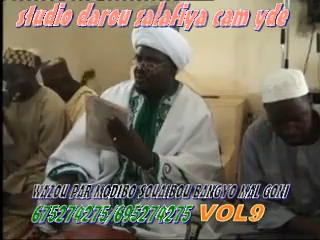 studio darou salafiya cam yde
WAZOU PAR MODIBO SOUAIBOU BANGYO MAL GONI
675274275/695274275 VOL9